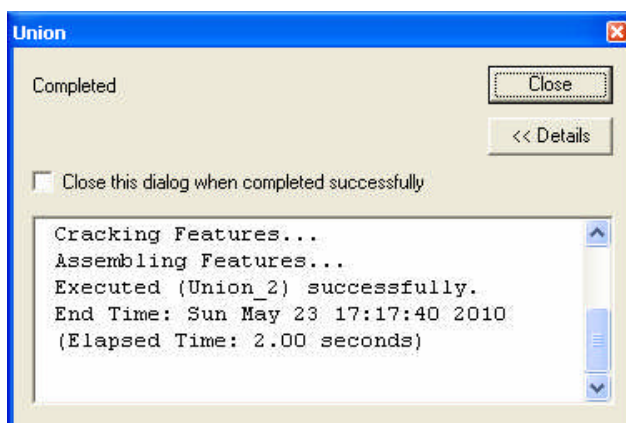 Union
Completed
Close
<< Details
Close this dialog when completed successfully
Cracking Features...
Assembling Features...
Executed (Union_2) successfully.
End Time: Sun May 23 17:17:40 2010
(Elapsed Time: 2.00 seconds)